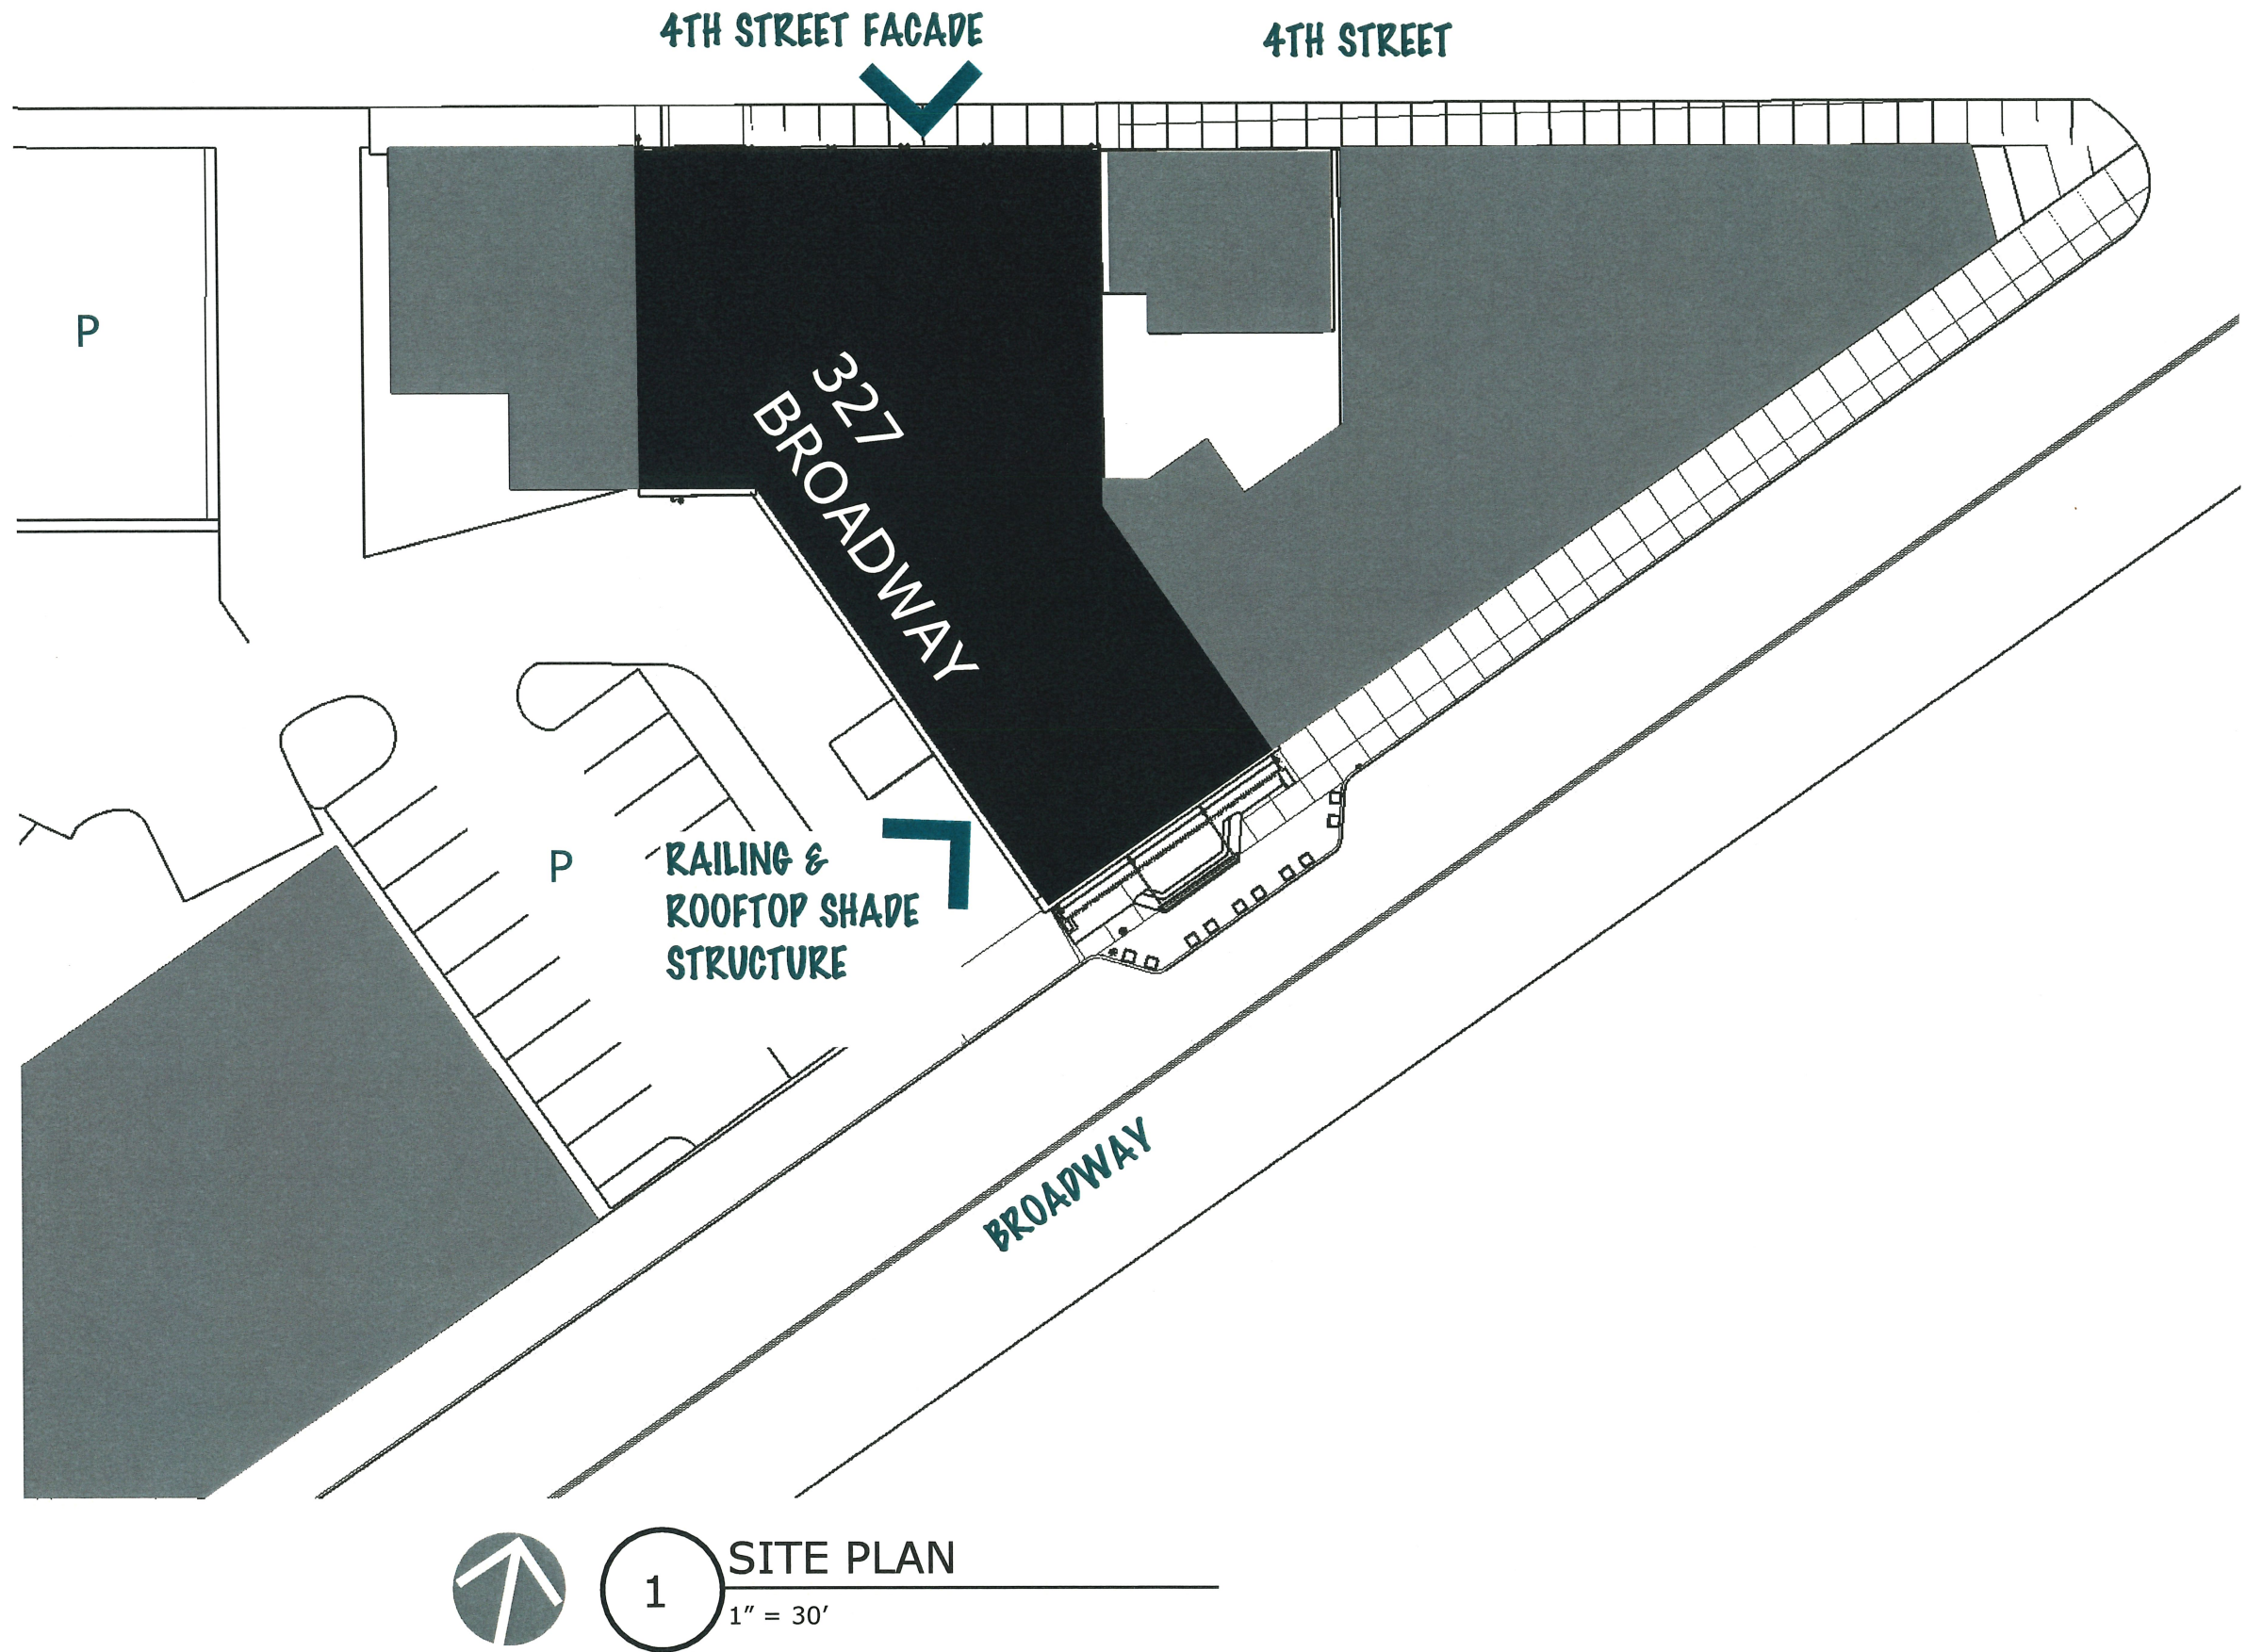 4TH STREET FACADE
4TH STREET
P
327
BROADWAY
P
RAILING &
ROOFTOP SHADE
STRUCTURE
BROADWAY
1
SITE PLAN
1” = 30’